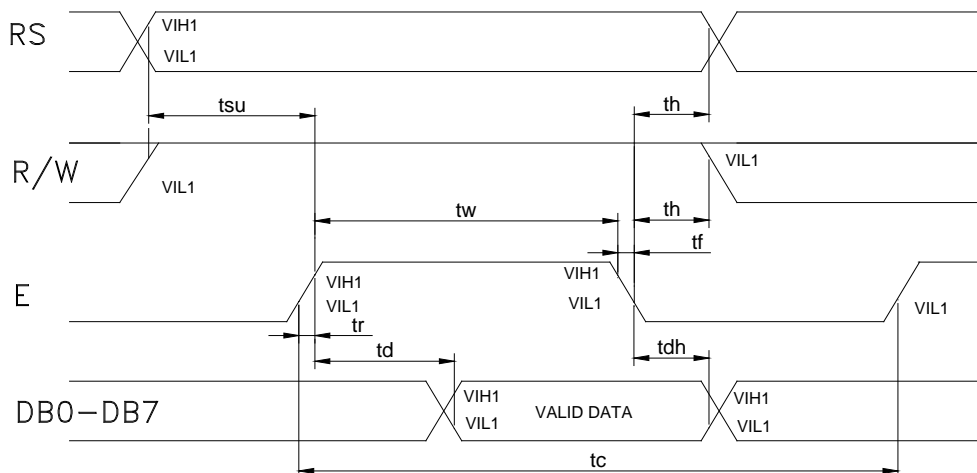 RS
VIH1
VIL1
tsu
th
R/W
VIL1
VIL1
tw
th
tf
E
VIH1
VIL1
VIH1
VIL1
VIL1
tr
td
tdh
DB0-DB7
VIH1
VIL1
VALID DATA
VIH1
VIL1
tc